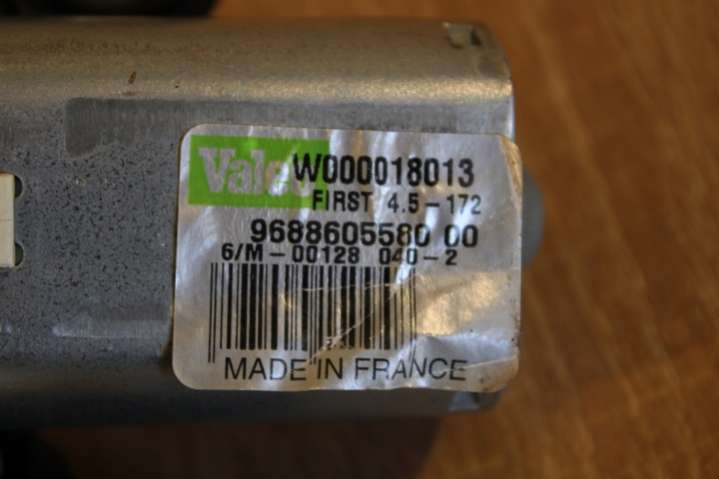 Valeo W000018013
FIRST 4.5-172
9688605580 00
6/M-00128 040-2
MADE IN FRANCE